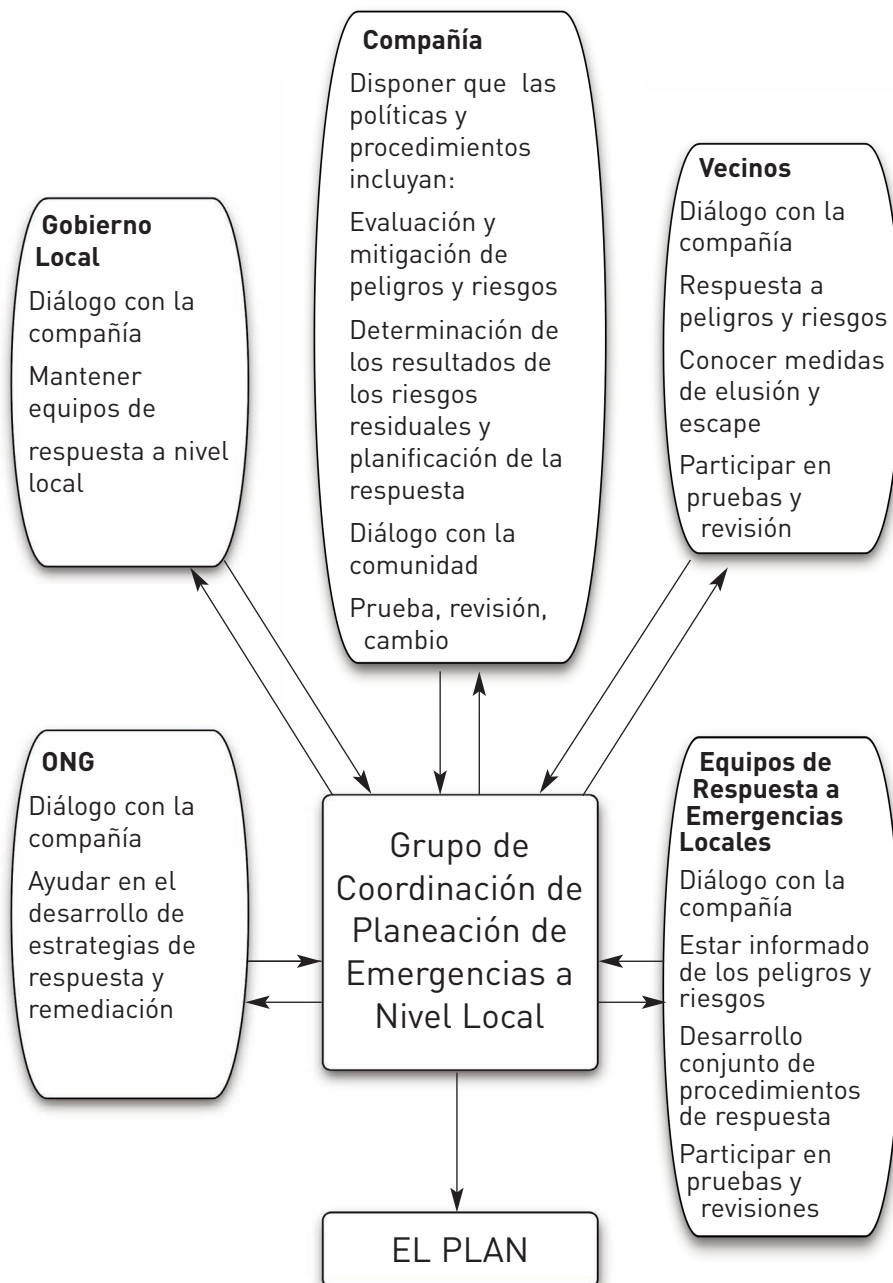 Compañía
Disponer que las
políticas y
procedimientos
incluyan:
Evaluación y
mitigación de
peligros y riesgos
Determinación de
los resultados de
los riesgos
residuales y
planificación de la
respuesta
Diálogo con la
comunidad
Prueba, revisión,
cambio
Gobierno
Local
Diálogo con la
compañía
Mantener
equipos de
respuesta a nivel
local
Vecinos
Diálogo con la
compañía
Respuesta a
peligros y riesgos
Conocer medidas
de elusión y
escape
Participar en
pruebas y
revisión
ONG
Diálogo con la
compañía
Ayudar en el
desarrollo de
estrategias de
respuesta y
remediación
Grupo de
Coordinación de
Planeación de
Emergencias a
Nivel Local
Equipos de
Respuesta a
Emergencias
Locales
Diálogo con la
compañía
Estar informado
de los peligros y
riesgos
Desarrollo
conjunto de
procedimientos
de respuesta
Participar en
pruebas y
revisiones
EL PLAN